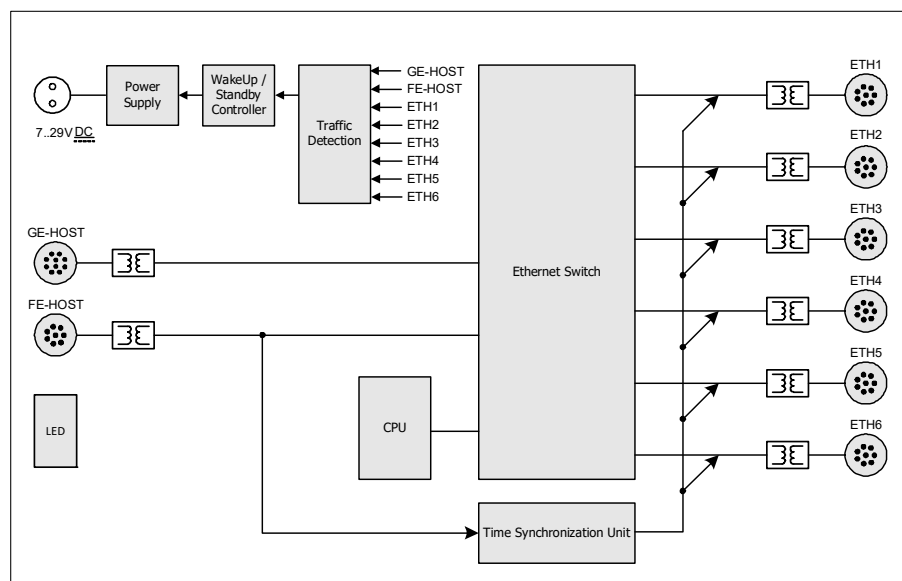 Power
Supply
WakeUp /
Standby
Controller
Traffic
Detection
GE-HOST
FE-HOST
ETH1
ETH2
ETH3
ETH4
ETH5
ETH6
7..29V DC
GE-HOST
FE-HOST
LED
CPU
Ethernet Switch
Time Synchronization Unit
ETH1
ETH2
ETH3
ETH4
ETH5
ETH6